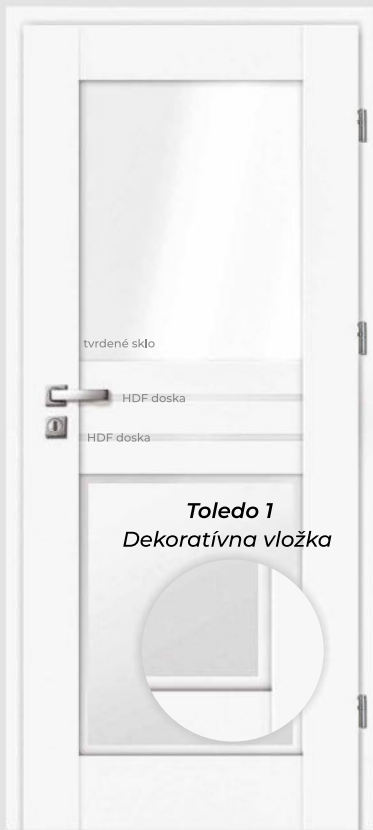 tvrdené sklo
HDF doska
HDF doska
Toledo 1
Dekoratívna vložka